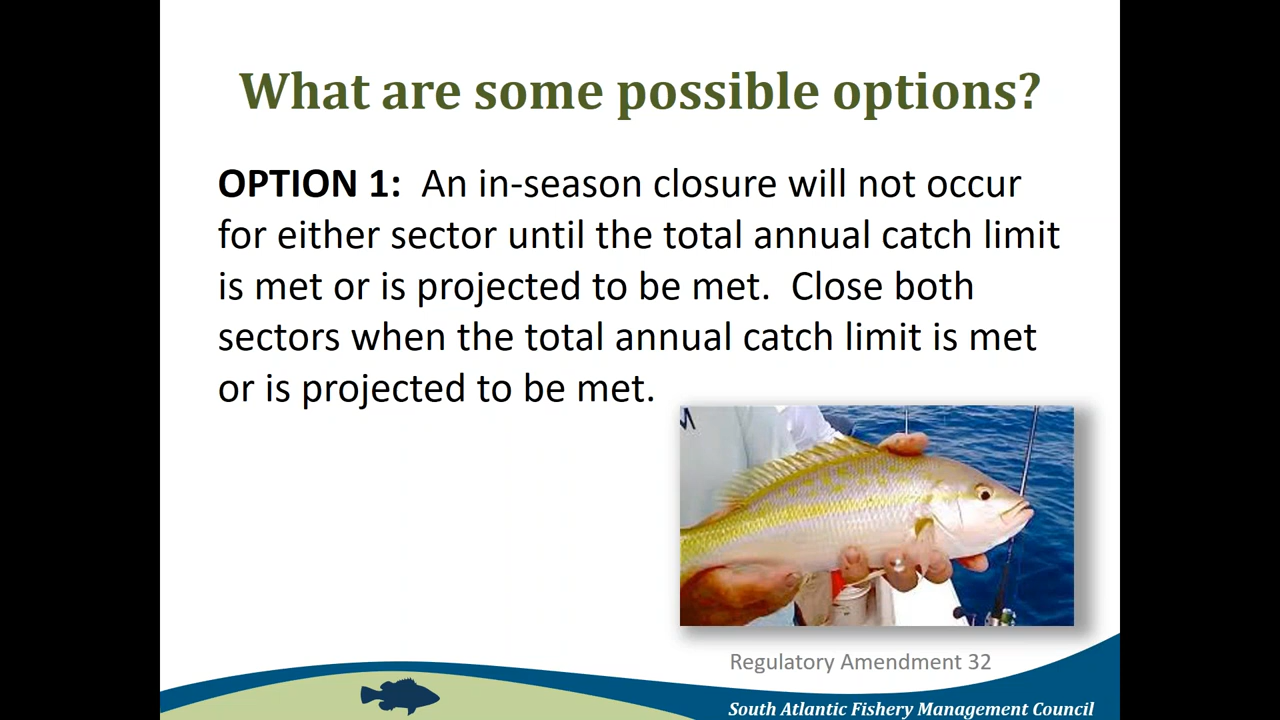 What are some possible options?
OPTION 1:  An in-season closure will not occur
for either sector until the total annual catch limit
is met or is projected to be met.  Close both
sectors when the total annual catch limit is met
or is projected to be met.
Regulatory Amendment 32
South Atlantic Fishery Management Council